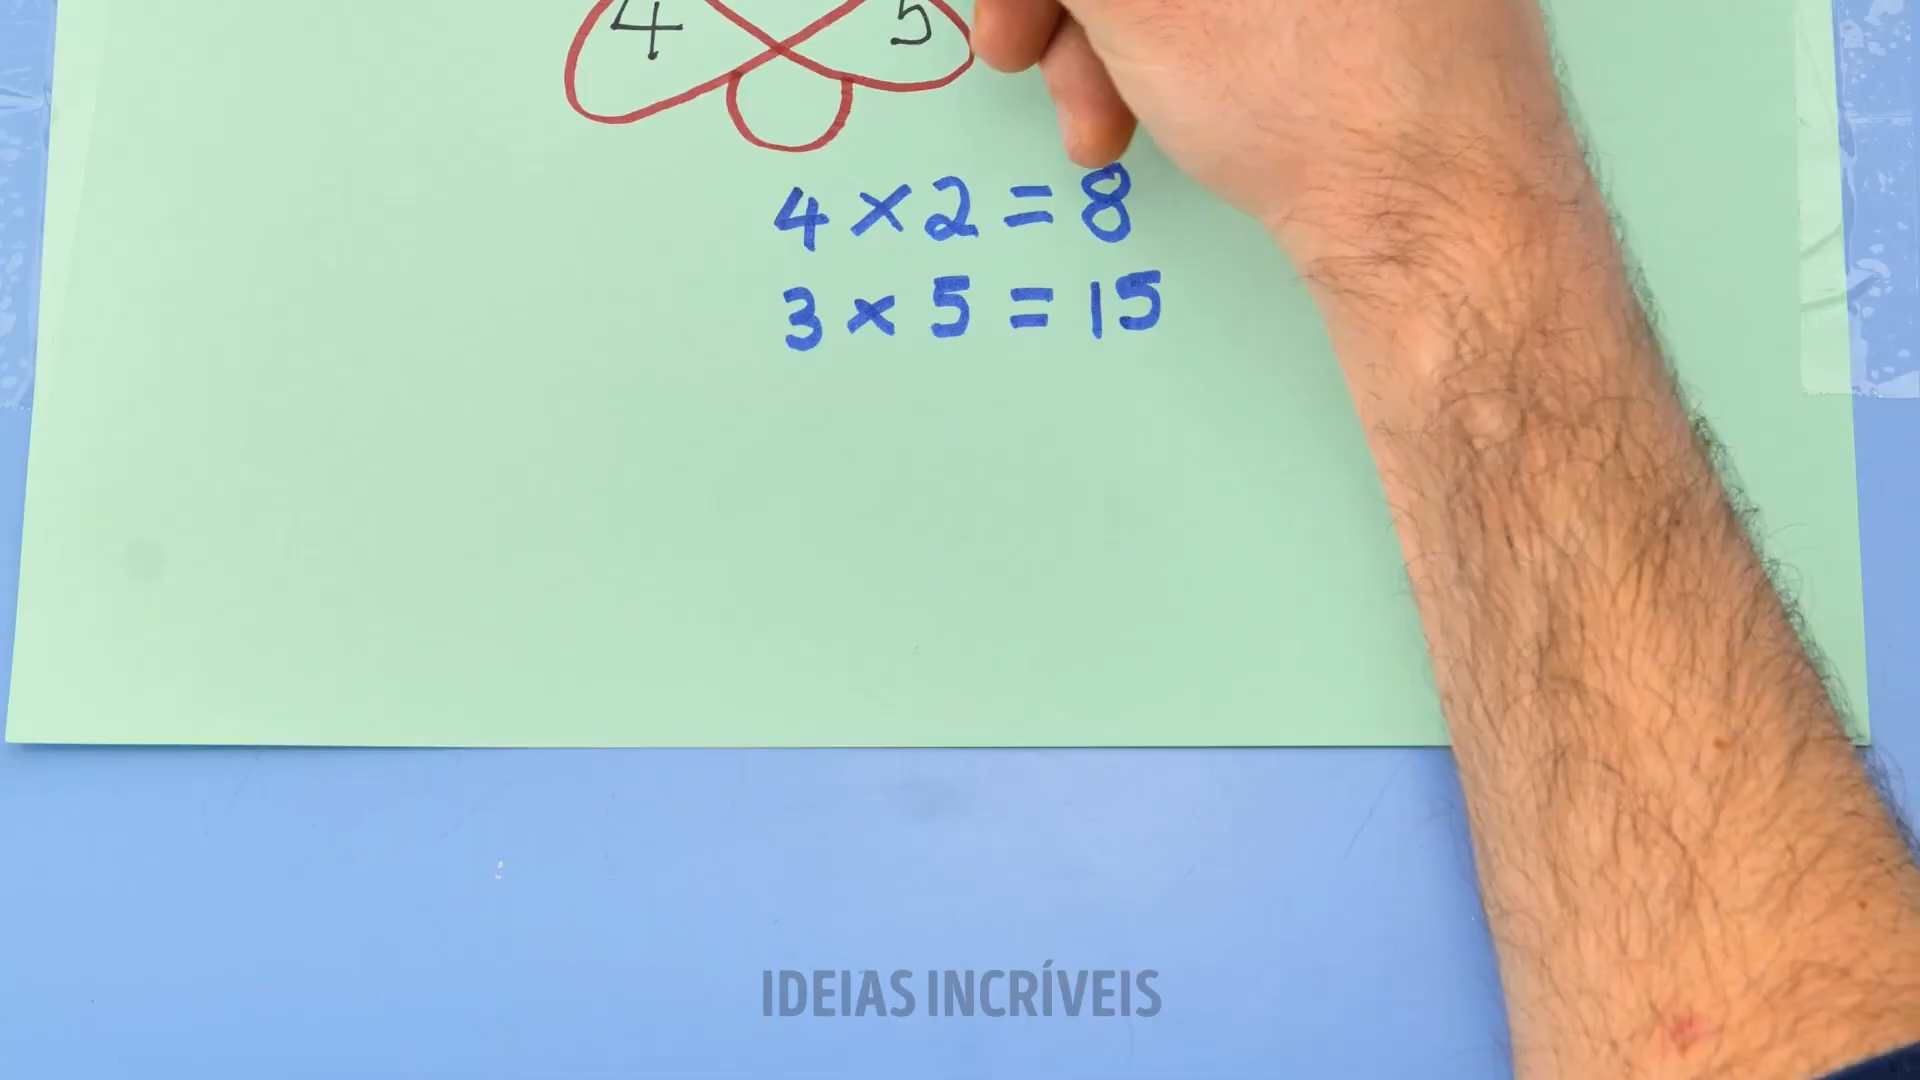 4 5
4 × 2 = 8
3 × 5 = 15
IDEIAS INCRÍVEIS